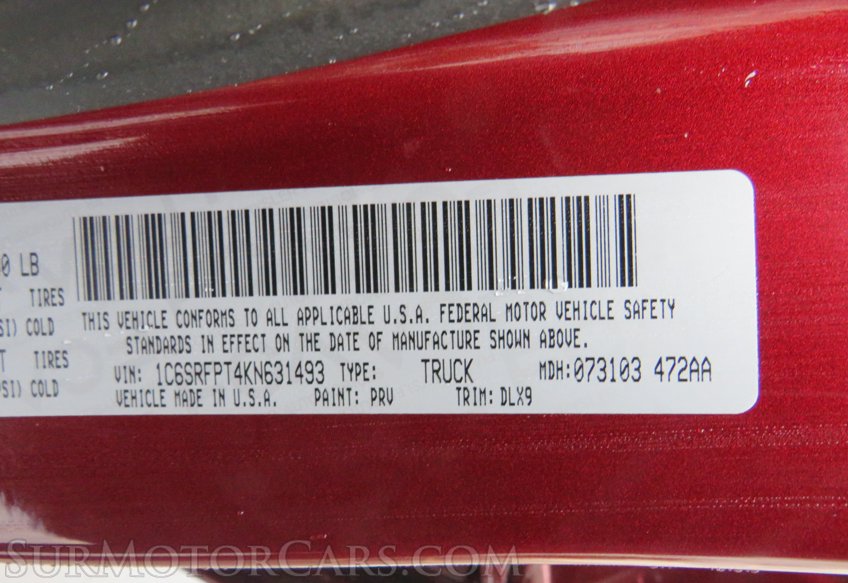 0 LB
TIRES
SI) COLD
TIRES
PSI) COLD
THIS VEHICLE CONFORMS TO ALL APPLICABLE U.S.A. FEDERAL MOTOR VEHICLE SAFETY
STANDARDS IN EFFECT ON THE DATE OF MANUFACTURE SHOWN ABOVE.
VIN: 1C6SRFPT4KN631493 TYPE: TRUCK MDH: 073103 472AA
VEHICLE MADE IN U.S.A. PAINT: PRV TRIM: DLX9
SurMotorCars.com